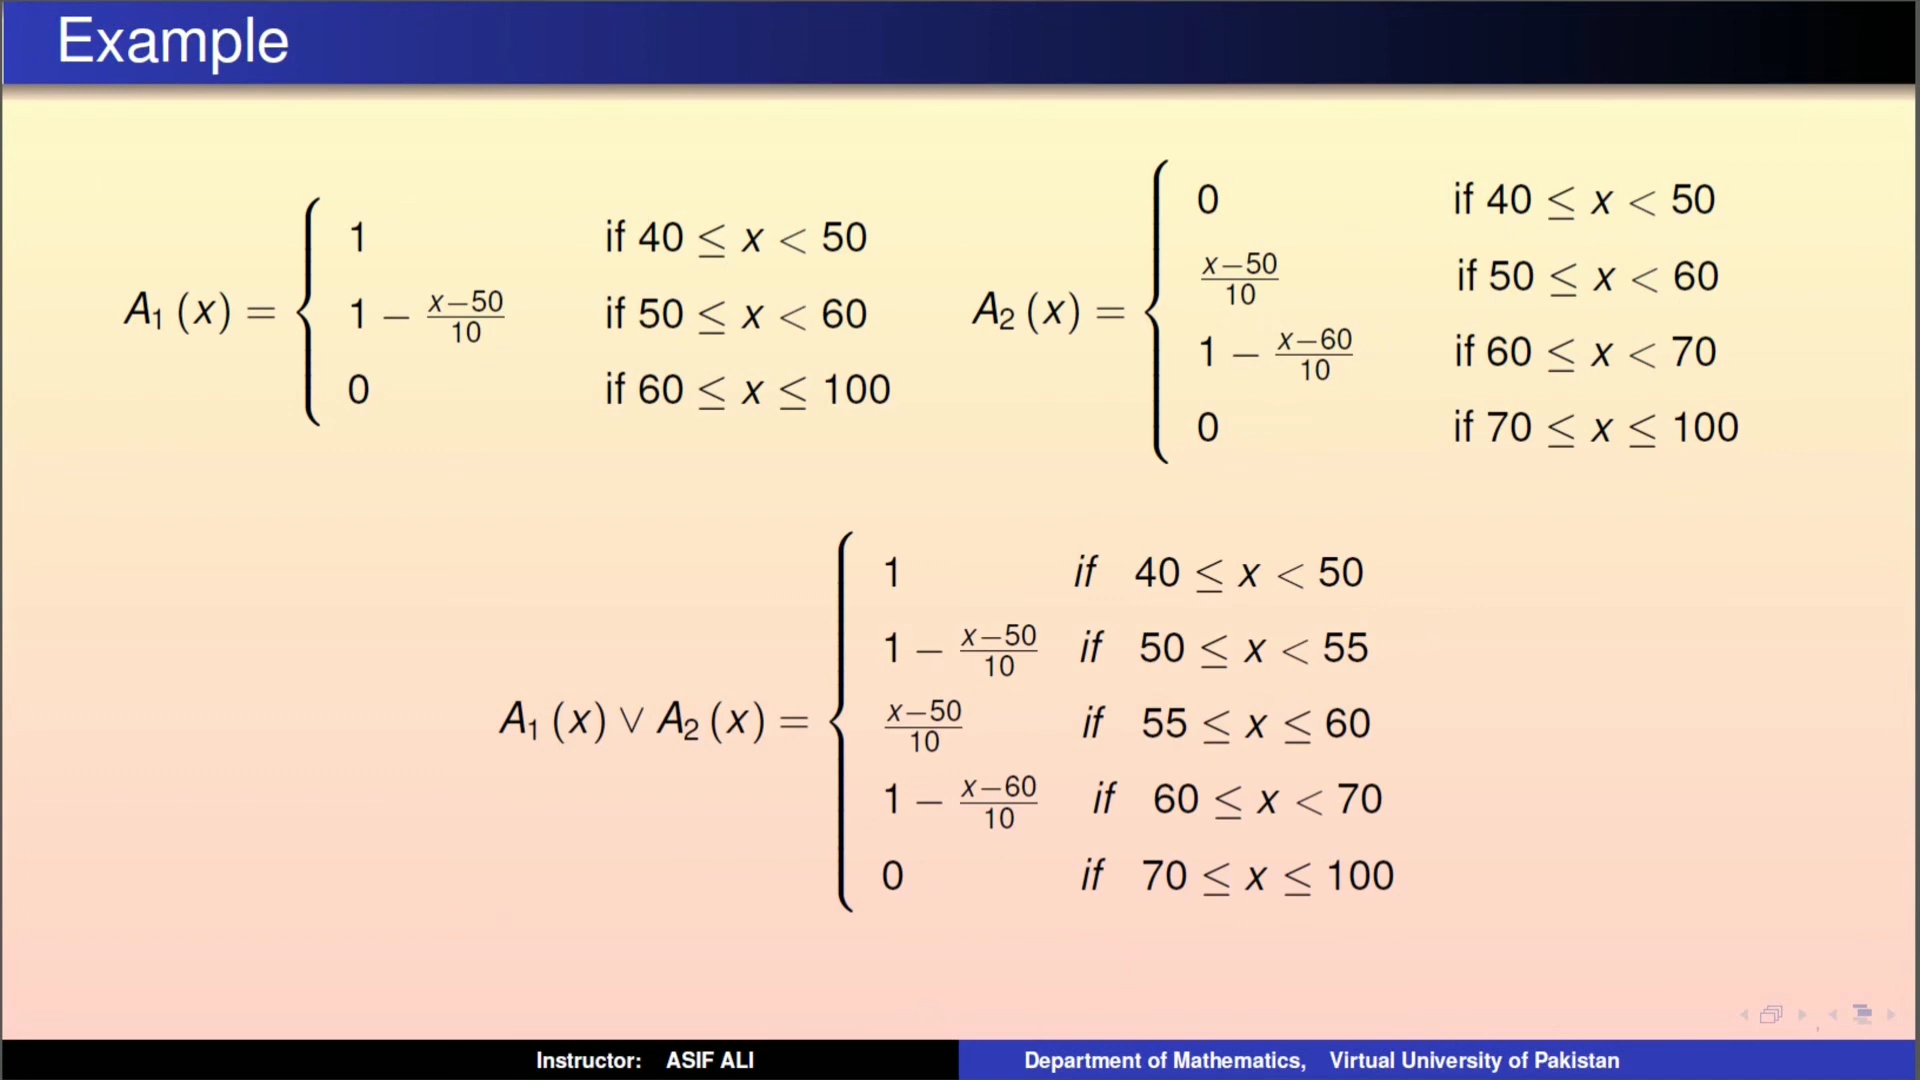 Example
A₁ (x) = { 1 if 40 ≤ x < 50
1 − (x−50)/10 if 50 ≤ x < 60
0 if 60 ≤ x ≤ 100
A₂ (x) = { 0 if 40 ≤ x < 50
(x−50)/10 if 50 ≤ x < 60
1 − (x−60)/10 if 60 ≤ x < 70
0 if 70 ≤ x ≤ 100
A₁ (x) ∨ A₂ (x) = { 1 if 40 ≤ x < 50
1 − (x−50)/10 if 50 ≤ x < 55
(x−50)/10 if 55 ≤ x ≤ 60
1 − (x−60)/10 if 60 ≤ x < 70
0 if 70 ≤ x ≤ 100
Instructor: ASIF ALI
Department of Mathematics, Virtual University of Pakistan